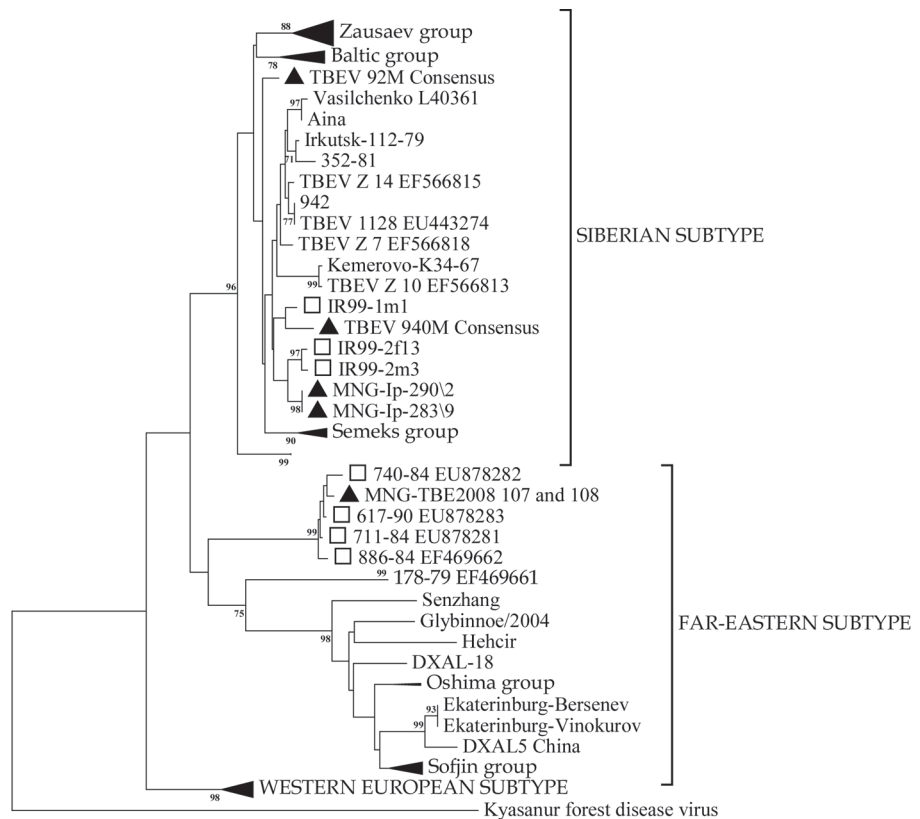 88
Zausaev group
Baltic group
78
TBEV 92M Consensus
97
Vasilchenko L40361
Aina
Irkutsk-112-79
71
352-81
TBEV Z 14 EF566815
942
77
TBEV 1128 EU443274
TBEV Z 7 EF566818
SIBERIAN SUBTYPE
Kemerovo-K34-67
99
TBEV Z 10 EF566813
96
IR99-1m1
TBEV 940M Consensus
97
IR99-2f13
IR99-2m3
MNG-Ip-290\2
98
MNG-Ip-283\9
Semeks group
90
99
740-84 EU878282
MNG-TBE2008 107 and 108
617-90 EU878283
99
711-84 EU878281
886-84 EF469662
99
178-79 EF469661
75
Senzhang
Glybinnoe/2004
FAR-EASTERN SUBTYPE
98
Hehcir
DXAL-18
Oshima group
93
Ekaterinburg-Bersenev
99
Ekaterinburg-Vinokurov
DXAL5 China
Sofjin group
98
WESTERN EUROPEAN SUBTYPE
Kyasanur forest disease virus